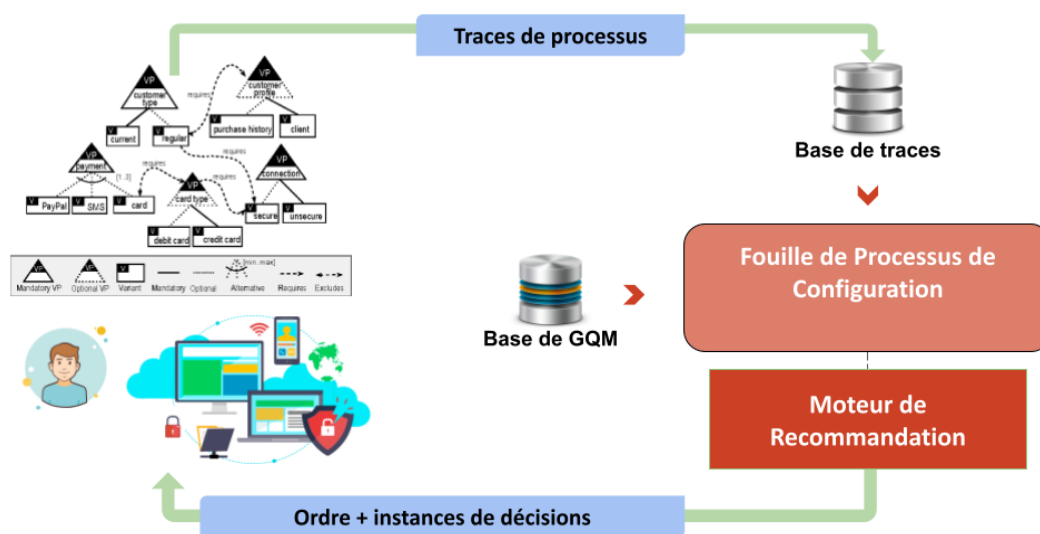 Traces de processus
VP
customer
type
VP
customer
profile
requires
V
current
V
regular
V
purchase history
V
client
requires
VP
payment
[1..3]
requires
requires
VP
connection
VP
card type
V
PayPal
V
SMS
V
card
V
secure
V
unsecure
V
debit card
V
credit card
VP
VP
V
[min..max]
Mandatory VP
Optional VP
Variant
Mandatory
Optional
Alternative
Requires
Excludes
Base de traces
Fouille de Processus de
Configuration
Base de GQM
Moteur de
Recommandation
Ordre + instances de décisions